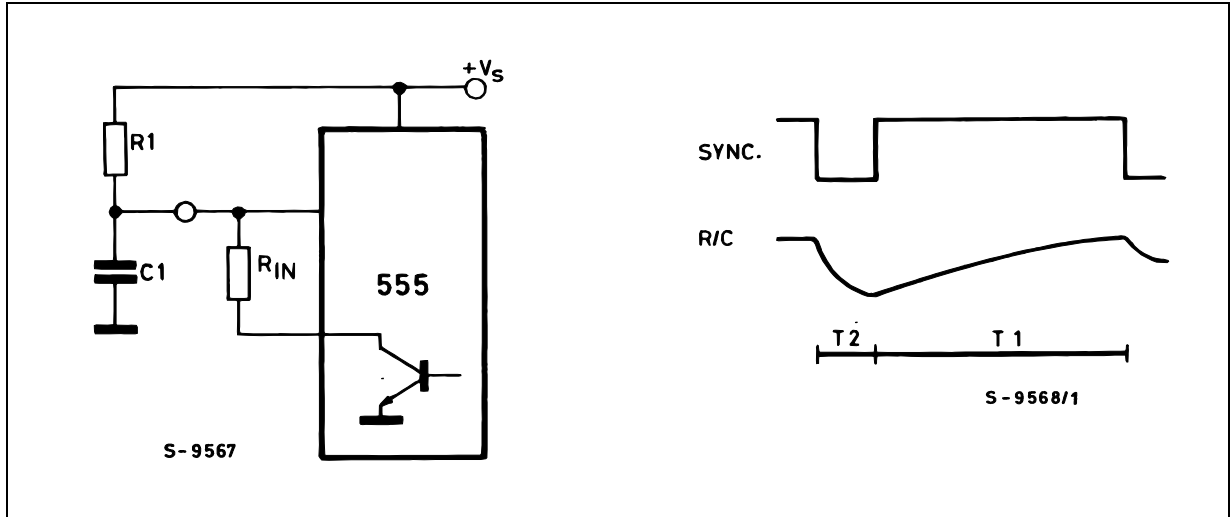 +VS
R1
C1
RIN
555
S-9567
SYNC.
R/C
T2
T1
S-9568/1